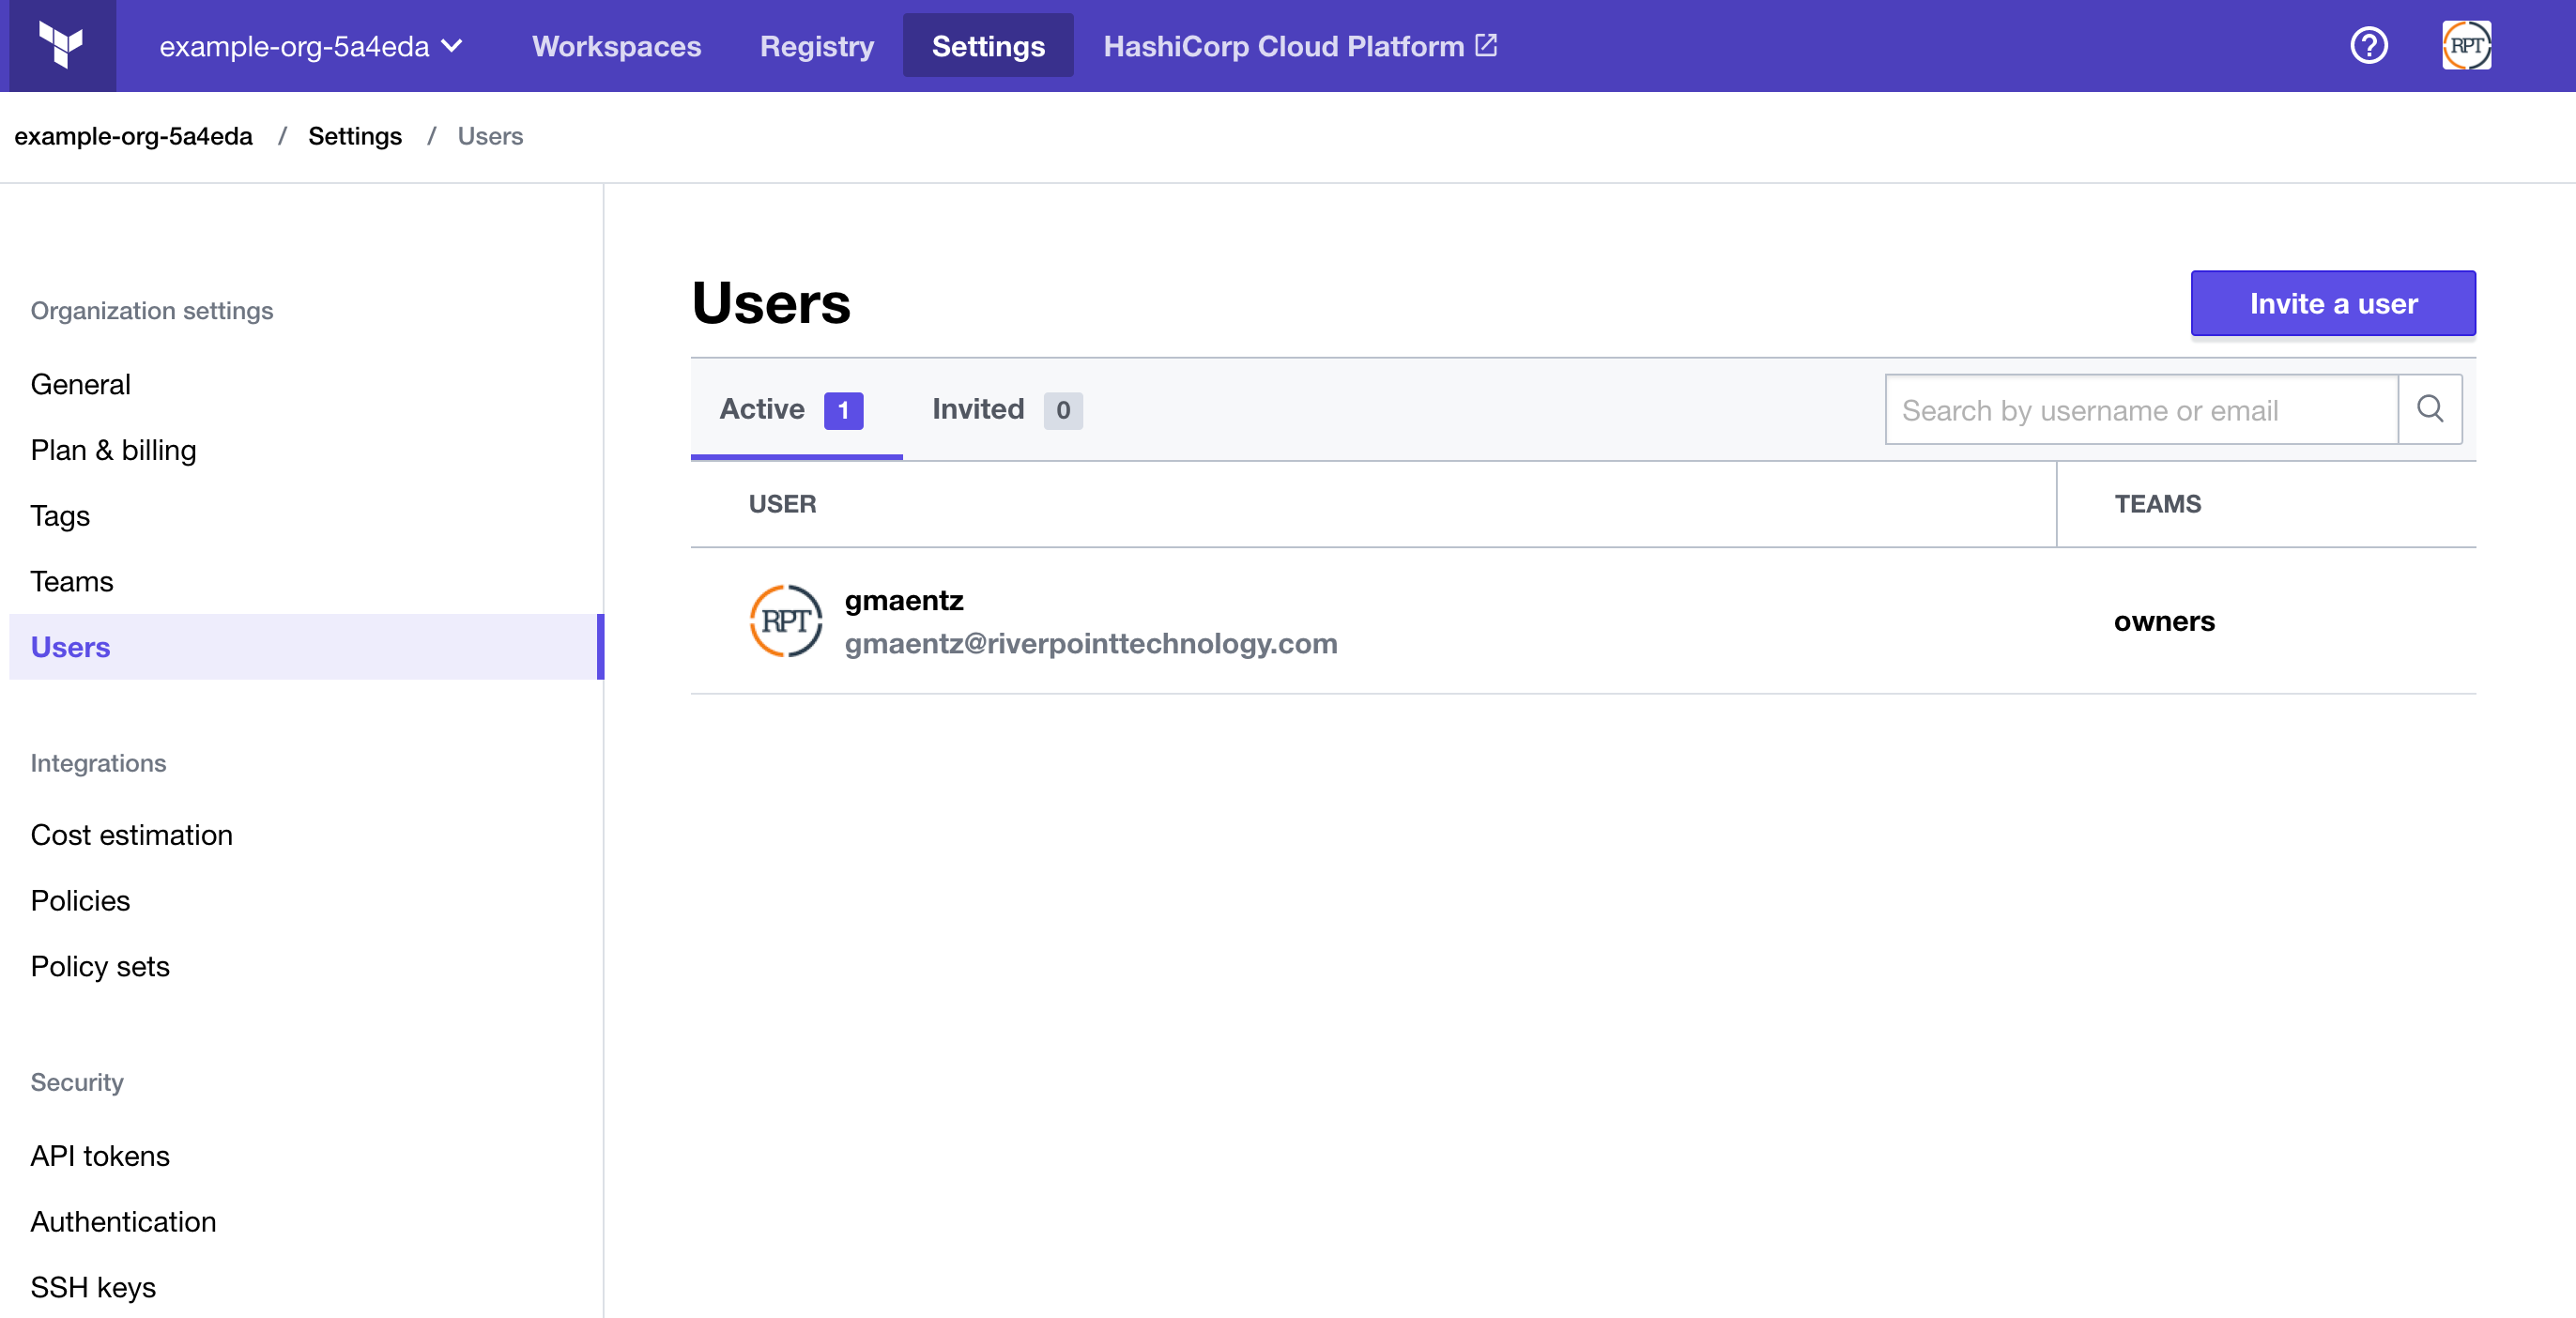 example-org-5a4eda Workspaces Registry Settings HashiCorp Cloud Platform RPT
example-org-5a4eda / Settings / Users
Organization settings
General
Plan & billing
Tags
Teams
Users
Integrations
Cost estimation
Policies
Policy sets
Security
API tokens
Authentication
SSH keys
Users
Invite a user
Active 1 Invited 0 Search by username or email
USER TEAMS
RPT gmaentz owners
gmaentz@riverpointtechnology.com